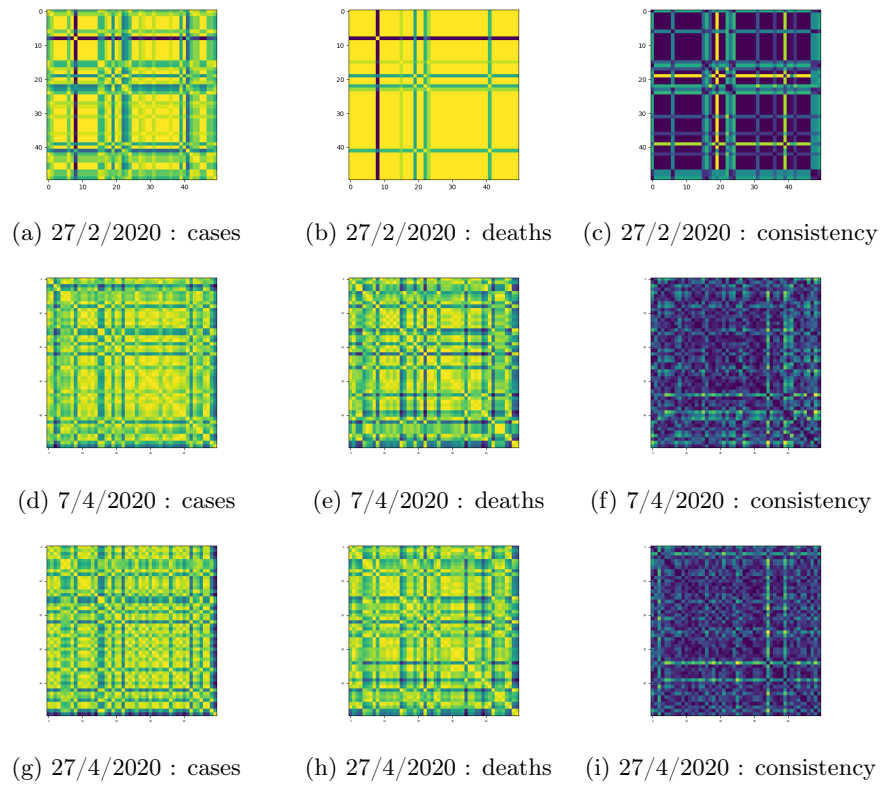 0
10
20
30
40
0 10 20 30 40
0
10
20
30
40
0 10 20 30 40
0
10
20
30
40
0 10 20 30 40
(a) 27/2/2020 : cases
(b) 27/2/2020 : deaths
(c) 27/2/2020 : consistency
(d) 7/4/2020 : cases
(e) 7/4/2020 : deaths
(f) 7/4/2020 : consistency
(g) 27/4/2020 : cases
(h) 27/4/2020 : deaths
(i) 27/4/2020 : consistency